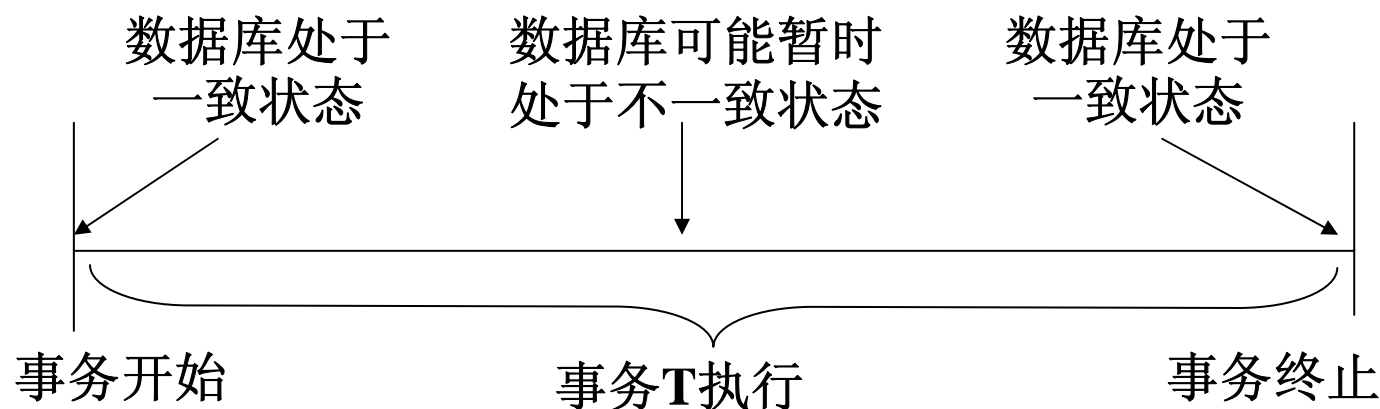 数据库处于
一致状态
数据库可能暂时
处于不一致状态
数据库处于
一致状态
事务开始
事务T执行
事务终止